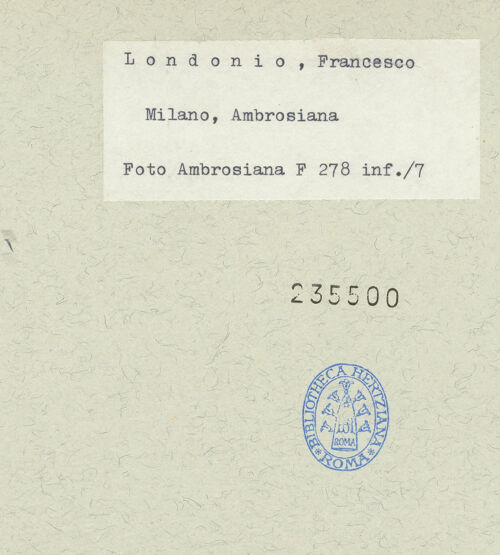 L o n d o n i o , Francesco
Milano, Ambrosiana
Foto Ambrosiana F 278 inf./7
235500
*BIBLIOTHECA HERTZIANA*
ROMA
ROMA